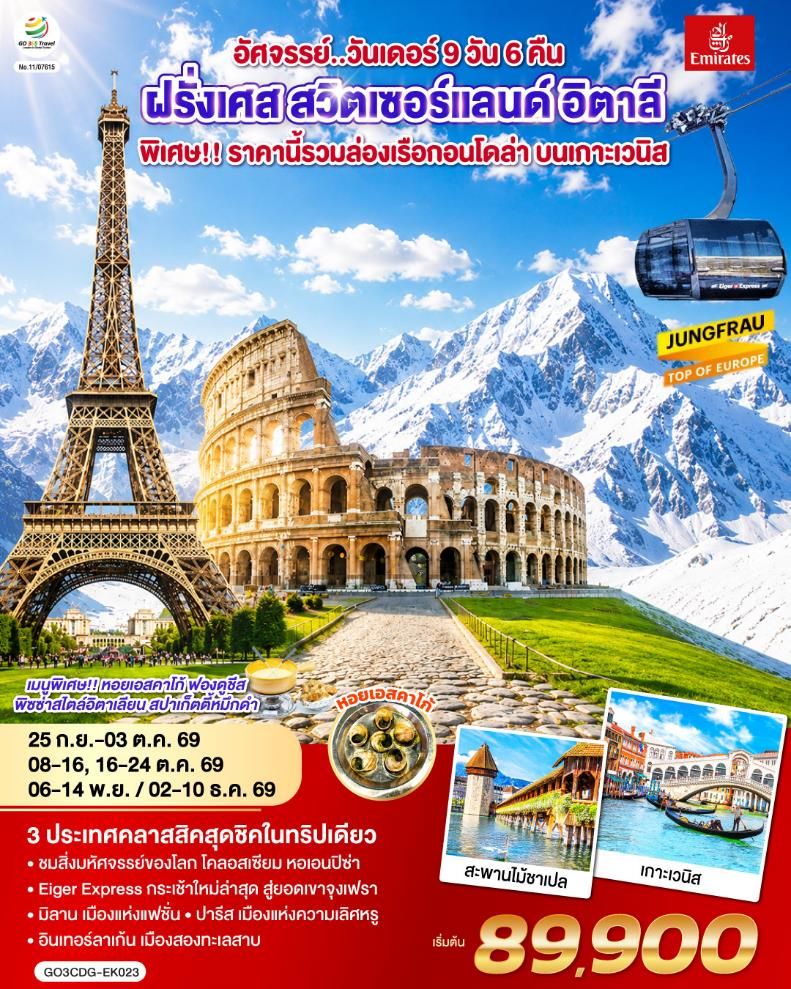 GO 365 Travel
No.11/07615
Emirates
อัศจรรย์..วันเดอร์ 9 วัน 6 คืน
ฝรั่งเศส สวิตเซอร์แลนด์ อิตาลี
พิเศษ!! ราคานี้รวมล่องเรือกอนโดล่า บนเกาะเวนิส
Eiger Express
JUNGFRAU
TOP OF EUROPE
เมนูพิเศษ!! หอยเอสคาโก้ ฟองดูชีส
พิซซ่าสไตล์อิตาเลียน สปาเก็ตตี้หมึกดำ
หอยเอสคาโก้
25 ก.ย.-03 ต.ค. 69
08-16, 16-24 ต.ค. 69
06-14 พ.ย. / 02-10 ธ.ค. 69
3 ประเทศคลาสสิคสุดชิคในทริปเดียว
• ชมสิ่งมหัศจรรย์ของโลก โคลอสเซียม หอเอนปิซ่า
• Eiger Express กระเช้าใหม่ล่าสุด สู่ยอดเขาจุงเฟรา
• มิลาน เมืองแห่งแฟชั่น • ปารีส เมืองแห่งความเลิศหรู
• อินเทอร์ลาเก้น เมืองสองทะเลสาบ
สะพานไม้ชาเปล
เกาะเวนิส
เริ่มต้น 89,900
GO3CDG-EK023